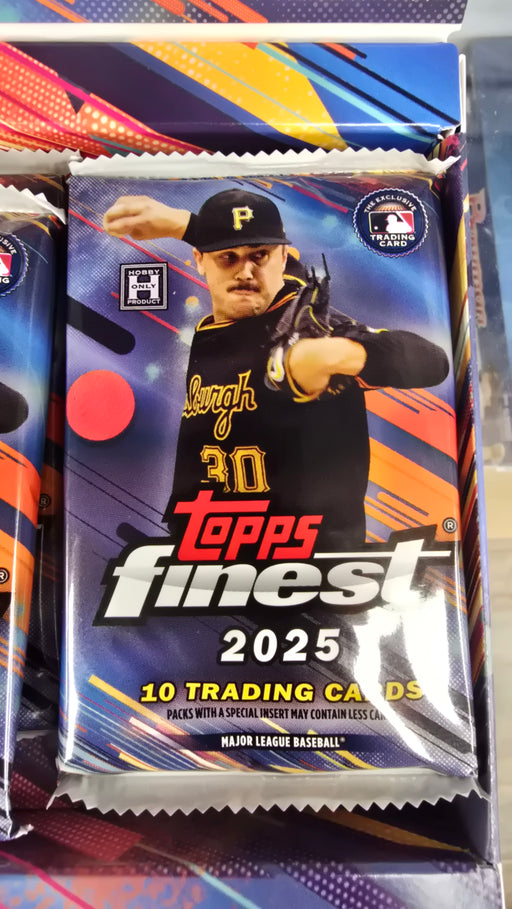 THE EXCLUSIVE
TRADING
CARD
P
HOBBY
H
ONLY
PRODUCT
burgh
30
TOPPS
finest
®
2025
10 TRADING CARDS
PACKS WITH A SPECIAL INSERT MAY CONTAIN LESS
MAJOR LEAGUE BASEBALL®